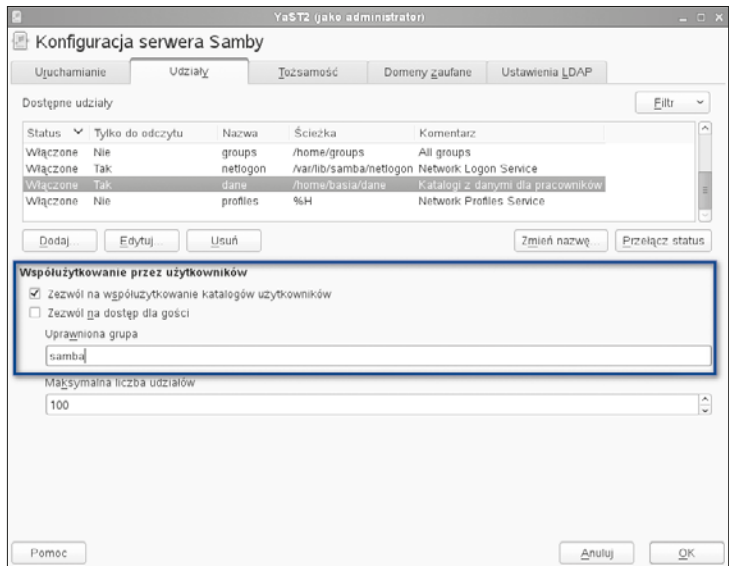 YaST2 (jako administrator)
Konfiguracja serwera Samby
Uruchamianie Udziały Tożsamość Domeny zaufane Ustawienia LDAP
Dostępne udziały Filtr
Status Tylko do odczytu Nazwa Ścieżka Komentarz
Włączone Nie groups /home/groups All groups
Włączone Tak netlogon /var/lib/samba/netlogon Network Logon Service
Włączone Tak dane /home/basia/dane Katalogi z danymi dla pracowników
Włączone Nie profiles %H Network Profiles Service
Dodaj... Edytuj... Usuń Zmień nazwę... Przełącz status
Współużytkowanie przez użytkowników
Zezwól na współużytkowanie katalogów użytkowników
Zezwól na dostęp dla gości
Uprawniona grupa
samba
Maksymalna liczba udziałów
100
Pomoc Anuluj OK